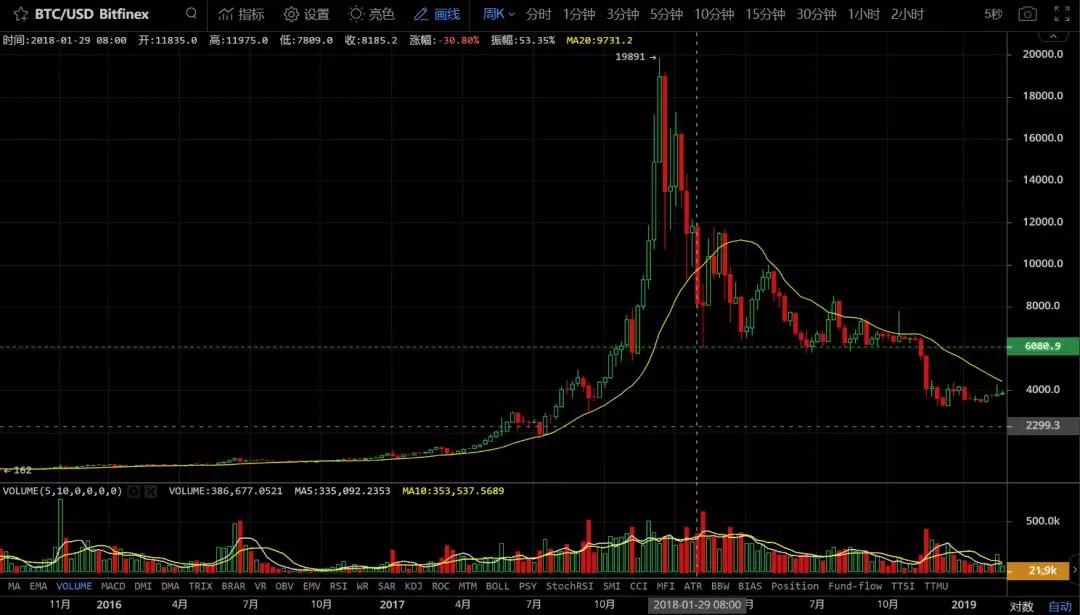 BTC/USD Bitfinex 指标 设置 亮色 画线 周K 分时 1分钟 3分钟 5分钟 10分钟 15分钟 30分钟 1小时 2小时 5秒
时间:2018-01-29 08:00 开:11835.0 高:11975.0 低:7809.0 收:8185.2 涨幅:-30.80% 振幅:53.35% MA20:9731.2
20000.0
19891→
18000.0
16000.0
14000.0
12000.0
10000.0
8000.0
6080.9
4000.0
2299.3
←162
VOLUME(5,10,0,0,0,0) VOLUME:386,677.0521 MA5:335,092.2353 MA10:353,537.5689
500.0k
21.9k
MA EMA VOLUME MACD DMI DMA TRIX BRAR VR OBV EMV RSI WR SAR KDJ ROC MTM BOLL PSY StochRSI SMI CCI MFI ATR BBW BIAS Position Fund-flow TTSI TTMU
11月 2016 4月 7月 10月 2017 4月 7月 10月 2018-01-29 08:00 月 7月 10月 2019 对数 自动